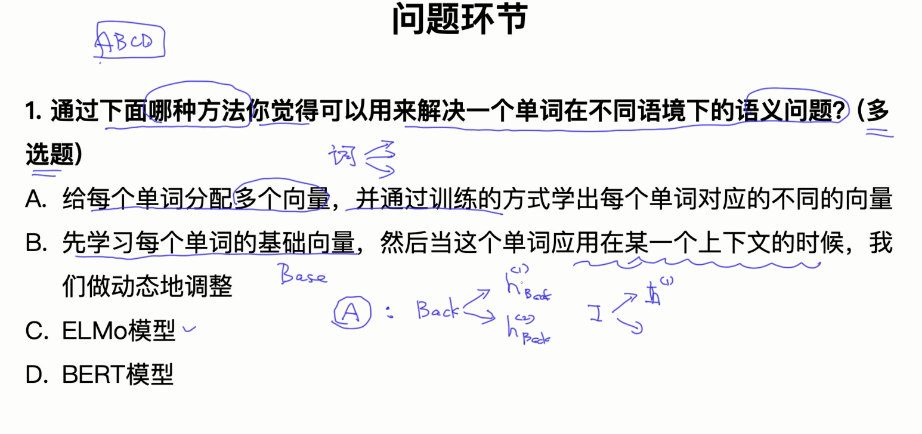 问题环节
ABCD
1. 通过下面哪种方法你觉得可以用来解决一个单词在不同语境下的语义问题?（多
选题）
词
A. 给每个单词分配多个向量，并通过训练的方式学出每个单词对应的不同的向量
B. 先学习每个单词的基础向量，然后当这个单词应用在某一个上下文的时候，我
们做动态地调整
Base
A : Back h(1)Back I h(1)
h(2)Back
C. ELMo模型
D. BERT模型